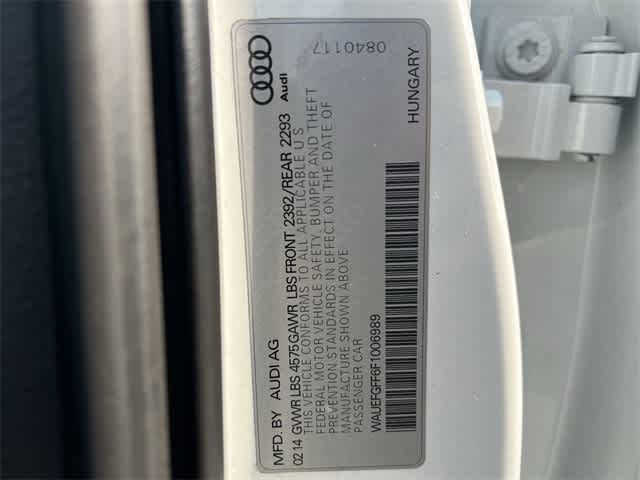 MFD. BY AUDI AG
Audi
02 14 GVWR LBS 4575 GAWR LBS FRONT 2392/REAR 2293
THIS VEHICLE CONFORMS TO ALL APPLICABLE U S
FEDERAL MOTOR VEHICLE SAFETY, BUMPER AND THEFT
PREVENTION STANDARDS IN EFFECT ON THE DATE OF
MANUFACTURE SHOWN ABOVE
PASSENGER CAR
WAUEFGFF6F1006989
HUNGARY
0840117